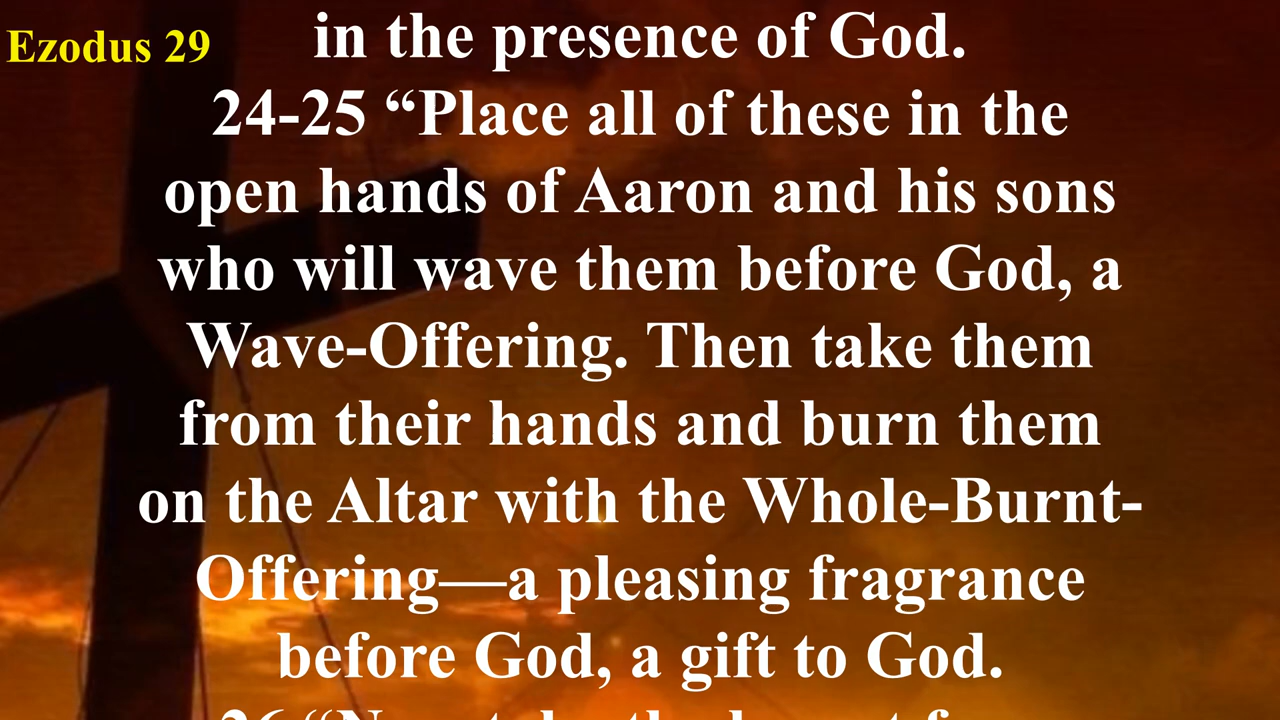 Ezodus 29
in the presence of God.
24-25 “Place all of these in the
open hands of Aaron and his sons
who will wave them before God, a
Wave-Offering. Then take them
from their hands and burn them
on the Altar with the Whole-Burnt-
Offering—a pleasing fragrance
before God, a gift to God.